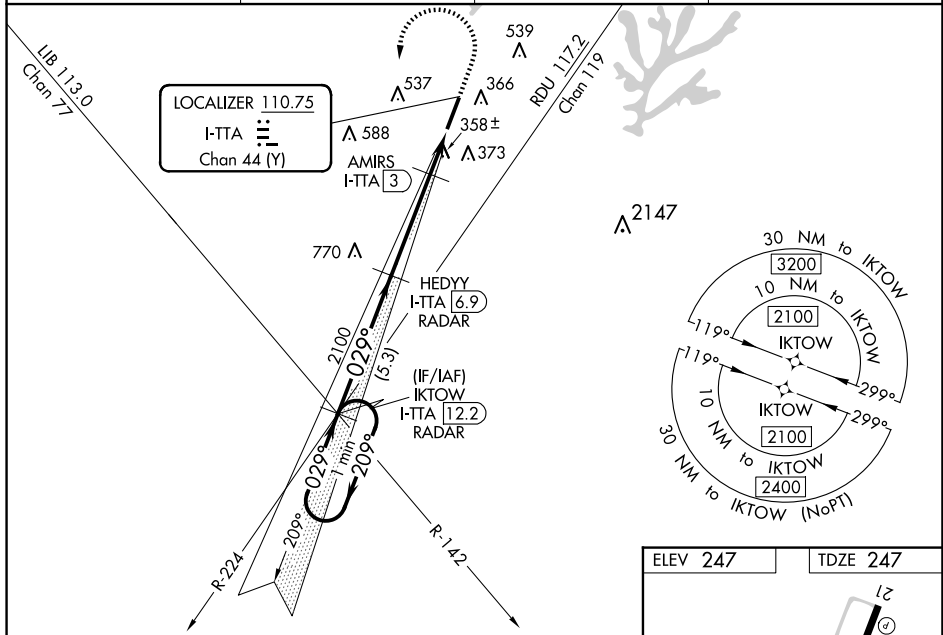 LIB 113.0
Chan 77
LOCALIZER 110.75
I-TTA
Chan 44 (Y)
537
539
366
RDU 117.2
Chan 119
588
358 ±
373
AMIRS
I-TTA 3
2147
770
HEDYY
I-TTA 6.9
RADAR
2100
029°
(5.3)
(IF/IAF)
IKTOW
I-TTA 12.2
RADAR
029°
1 min
209°
209°
R-224
R-142
30 NM to IKTOW
3200
10 NM to IKTOW
2100
IKTOW
119°
299°
119°
299°
IKTOW
2100
10 NM to IKTOW
2400
30 NM to IKTOW (NoPT)
ELEV 247
TDZE 247
21
P